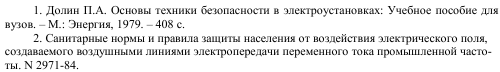 1. Долин П.А. Основы техники безопасности в электроустановках: Учебное пособие для
вузов. – М.: Энергия, 1979. – 408 с.
2. Санитарные нормы и правила защиты населения от воздействия электрического поля,
создаваемого воздушными линиями электропередачи переменного тока промышленной часто-
ты. N 2971-84.